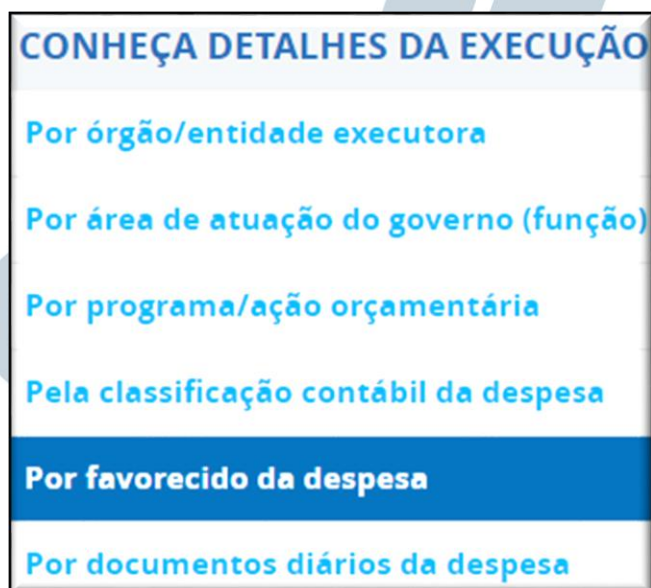 CONHEÇA DETALHES DA EXECUÇÃO
Por órgão/entidade executora
Por área de atuação do governo (função)
Por programa/ação orçamentária
Pela classificação contábil da despesa
Por favorecido da despesa
Por documentos diários da despesa